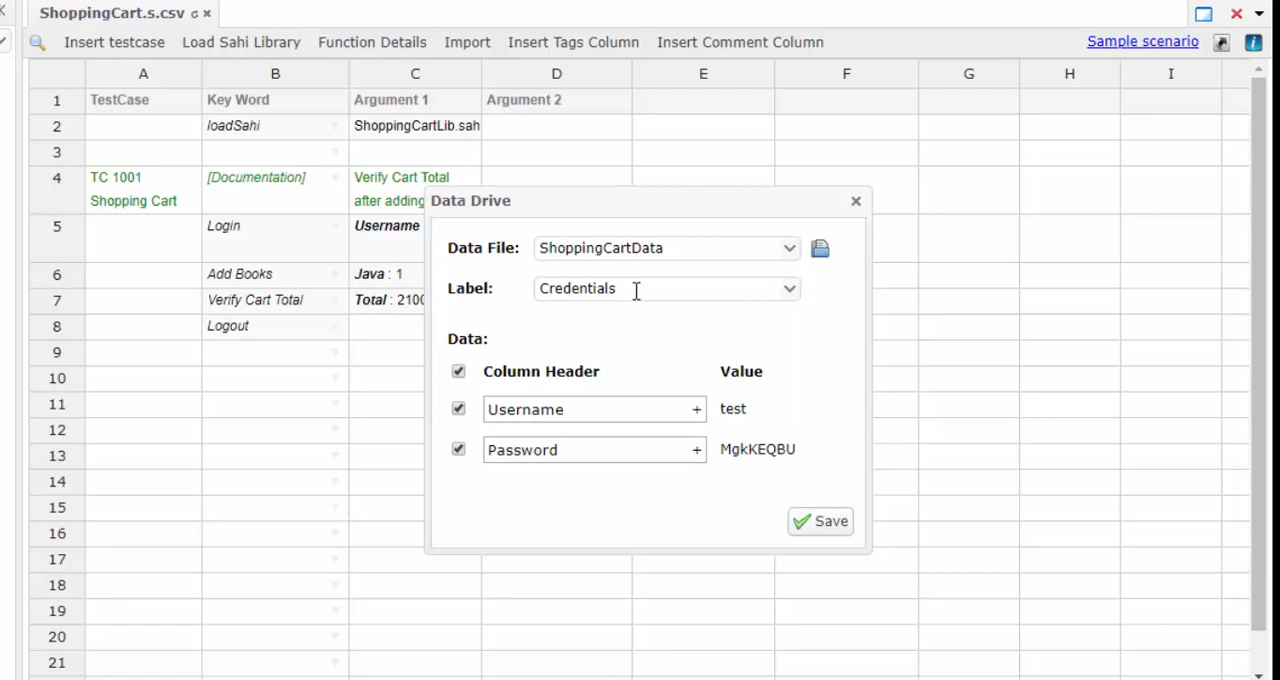 ShoppingCart.s.csv
Insert testcase Load Sahi Library Function Details Import Insert Tags Column Insert Comment Column Sample scenario
A B C D E F G H I
1 TestCase Key Word Argument 1 Argument 2
2 loadSahi ShoppingCartLib.sah
3
4 TC 1001 [Documentation] Verify Cart Total
Shopping Cart after adding
5 Login Username
6 Add Books Java : 1
7 Verify Cart Total Total : 2100
8 Logout
9
10
11
12
13
14
15
16
17
18
19
20
21
Data Drive
Data File: ShoppingCartData
Label: Credentials
Data:
Column Header Value
Username + test
Password + MgkKEQBU
Save